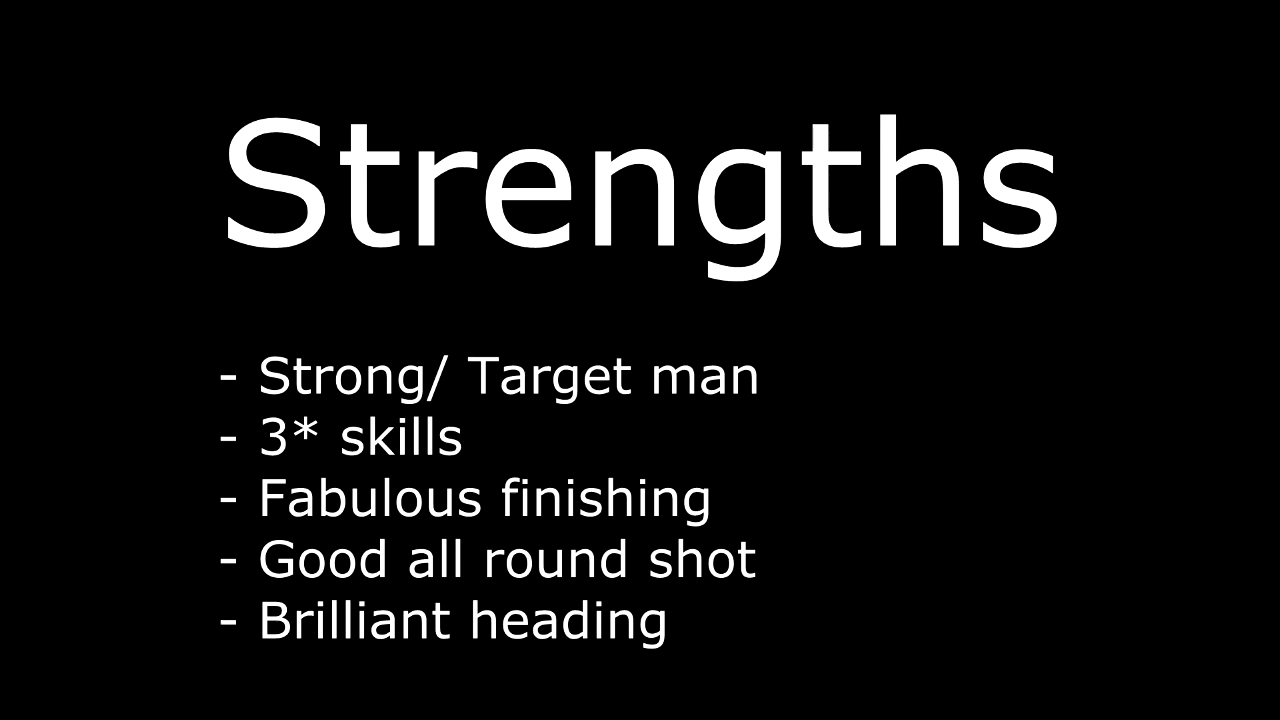 Strengths
- Strong/ Target man
- 3* skills
- Fabulous finishing
- Good all round shot
- Brilliant heading